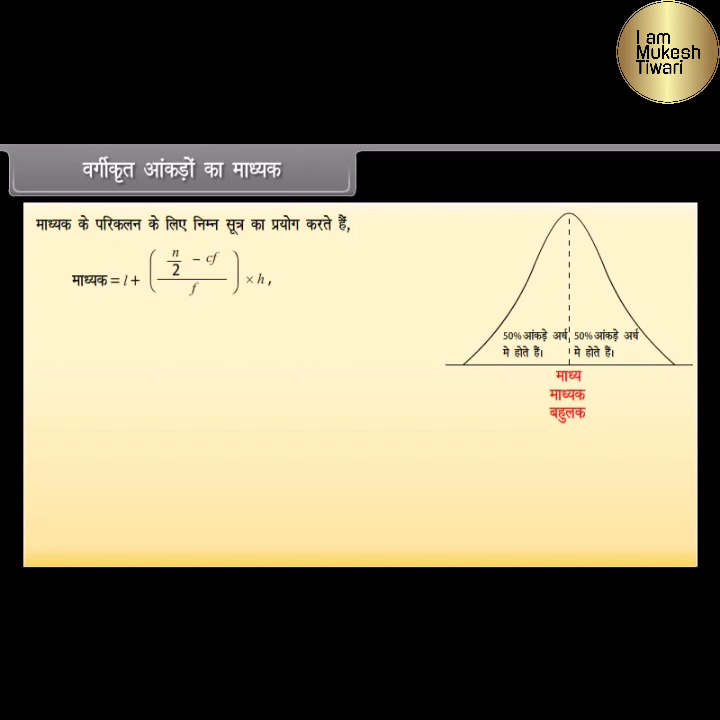 I am
Mukesh
Tiwari
वर्गीकृत आंकड़ों का माध्यक
माध्यक के परिकलन के लिए निम्न सूत्र का प्रयोग करते हैं,
माध्यक = l + ( (n/2 − cf) / f ) × h ,
50% आंकड़े अर्ध
मे होते हैं।
50% आंकड़े अर्ध
मे होते हैं।
माध्य
माध्यक
बहुलक